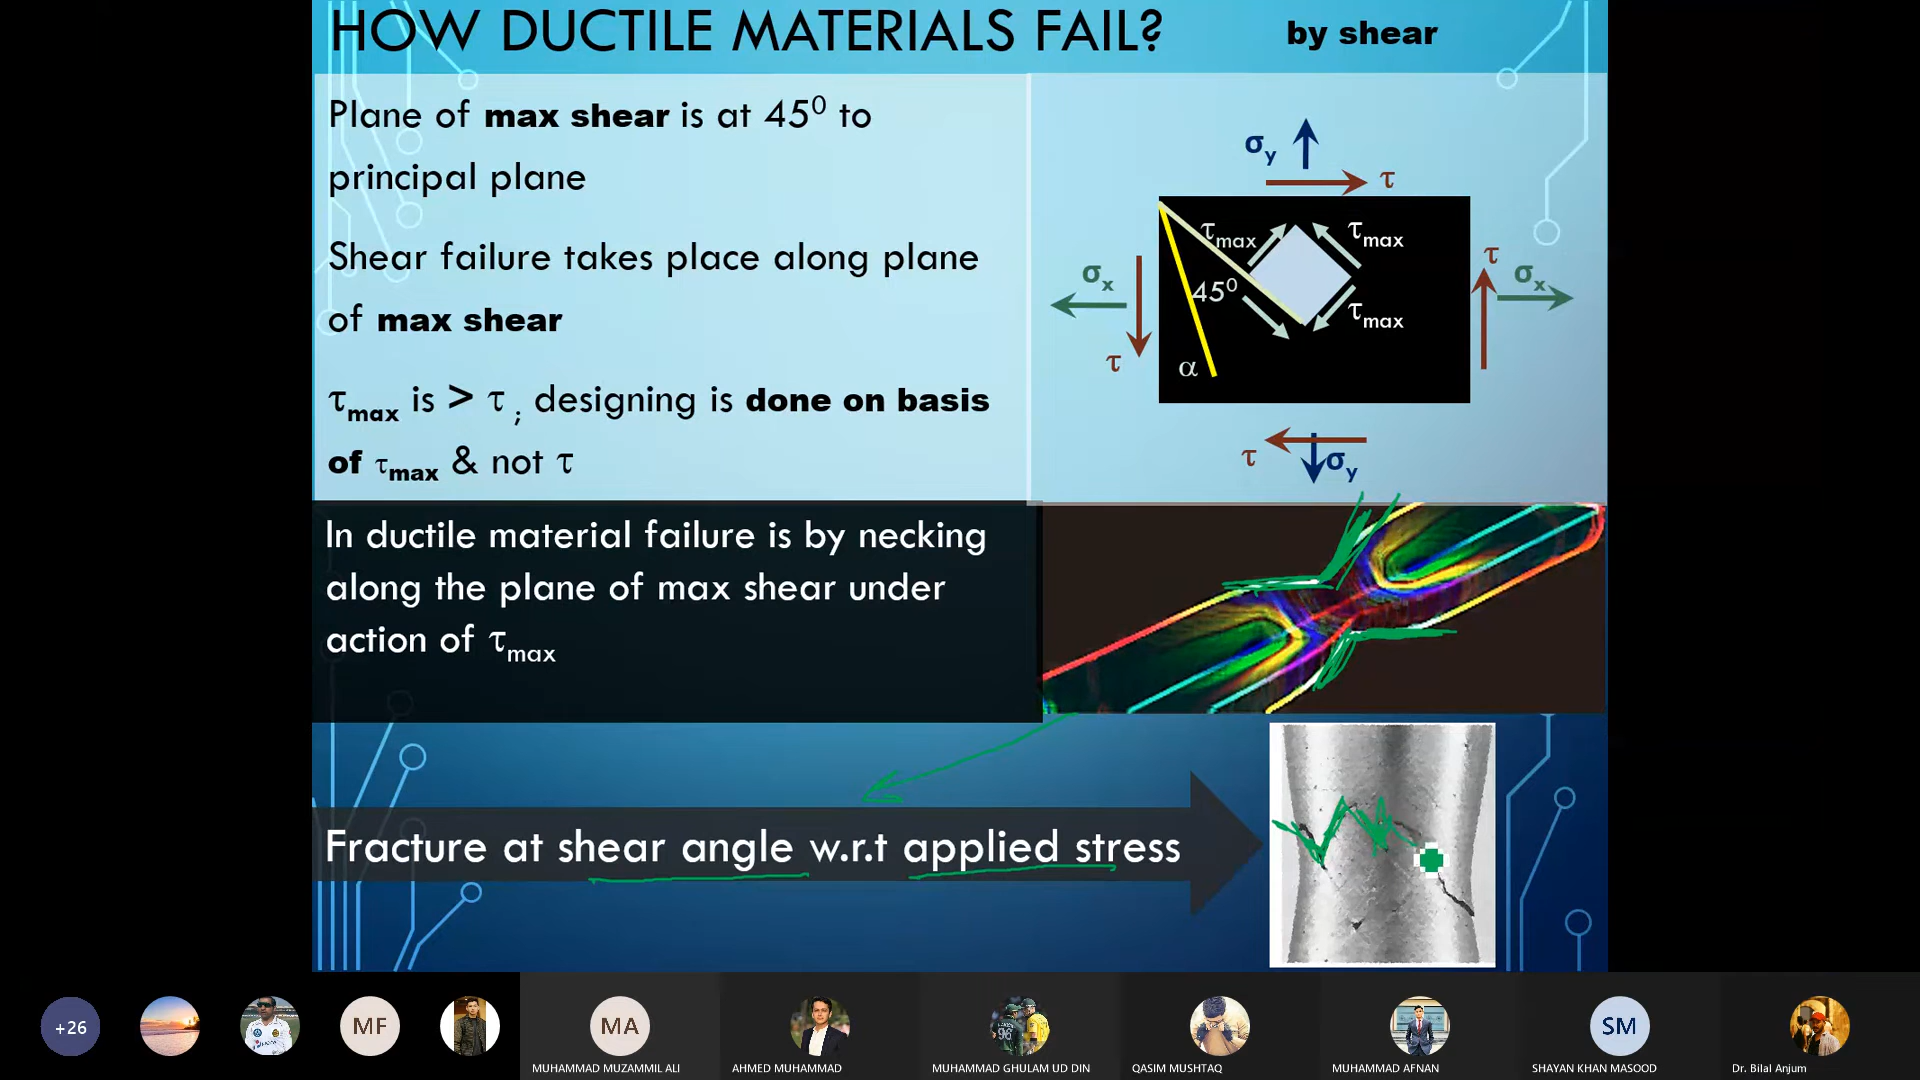 HOW DUCTILE MATERIALS FAIL?
by shear
Plane of max shear is at 45⁰ to
principal plane
Shear failure takes place along plane
of max shear
τmax is > τ ; designing is done on basis
of τmax & not τ
σy
τ
τmax
τmax
τ
σx
σx
45⁰
τmax
τ
α
τ
σy
In ductile material failure is by necking
along the plane of max shear under
action of τmax
Fracture at shear angle w.r.t applied stress
+26
MF
MA
SM
MUHAMMAD MUZAMMIL ALI
AHMED MUHAMMAD
MUHAMMAD GHULAM UD DIN
QASIM MUSHTAQ
MUHAMMAD AFNAN
SHAYAN KHAN MASOOD
Dr. Bilal Anjum